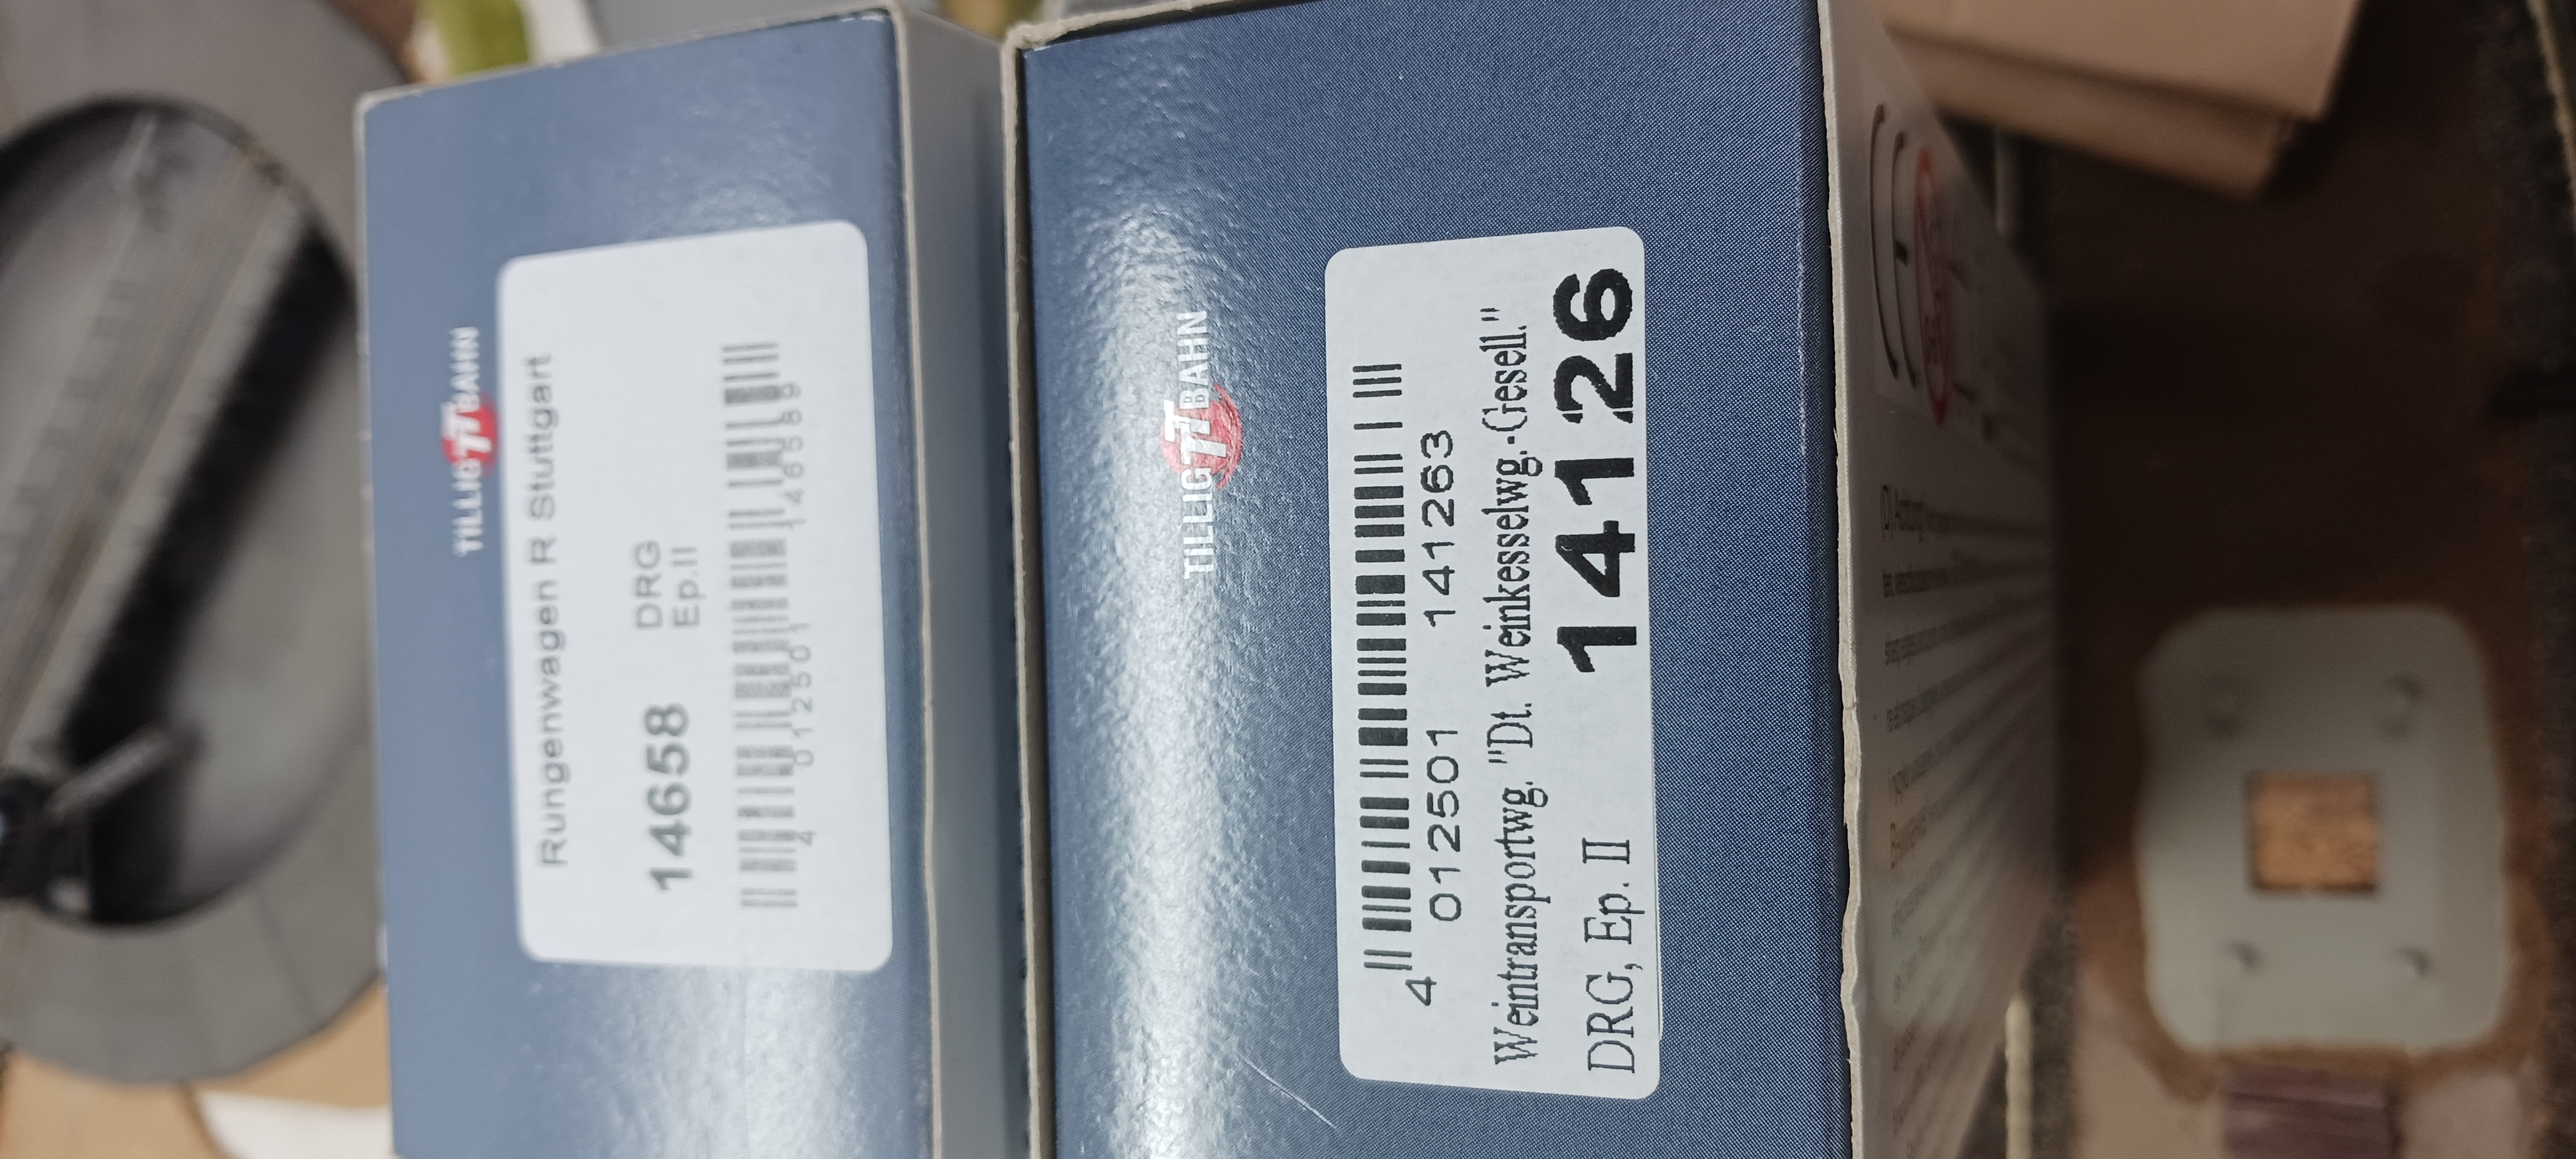 TILLIG TT BAHN
Rungenwagen R Stuttgart
14658 DRG
Ep.II
4 012501 146589
TILLIG TT BAHN
4 012501 141263
Weintransportwg. "Dt. Weinkesselwg.-Gesell."
DRG, Ep. II 14126